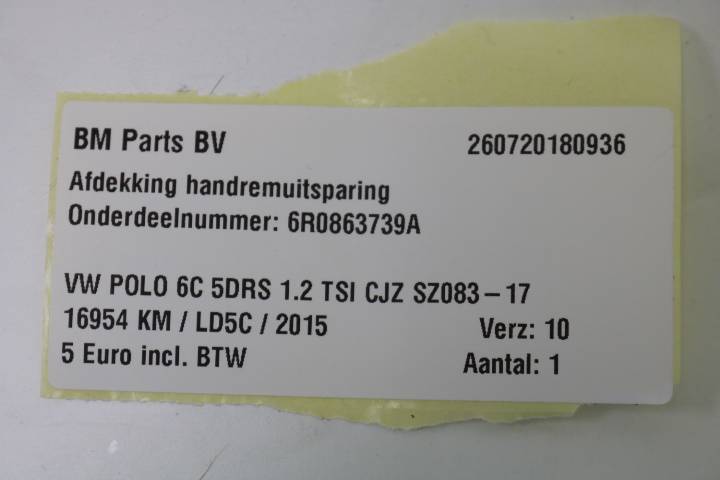 BM Parts BV 260720180936
Afdekking handremuitsparing
Onderdeelnummer: 6R0863739A
VW POLO 6C 5DRS 1.2 TSI CJZ SZ083-17
16954 KM / LD5C / 2015 Verz: 10
5 Euro incl. BTW Aantal: 1